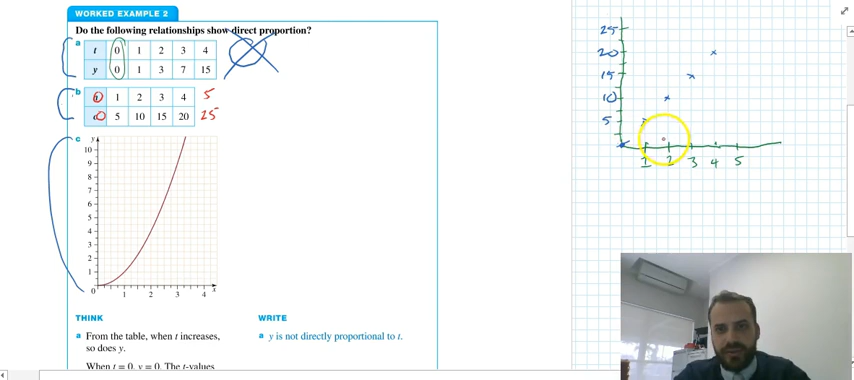 WORKED EXAMPLE 2
Do the following relationships show direct proportion?
a t 0 1 2 3 4
y 0 1 3 7 15
b 0 1 2 3 4 5
0 5 10 15 20 25
c y
10
9
8
7
6
5
4
3
2
1
0 1 2 3 4 x
THINK
WRITE
a From the table, when t increases,
so does y.
When t = 0, y = 0. The t-values
a y is not directly proportional to t.
25
20
15
10
5
1 2 3 4 5